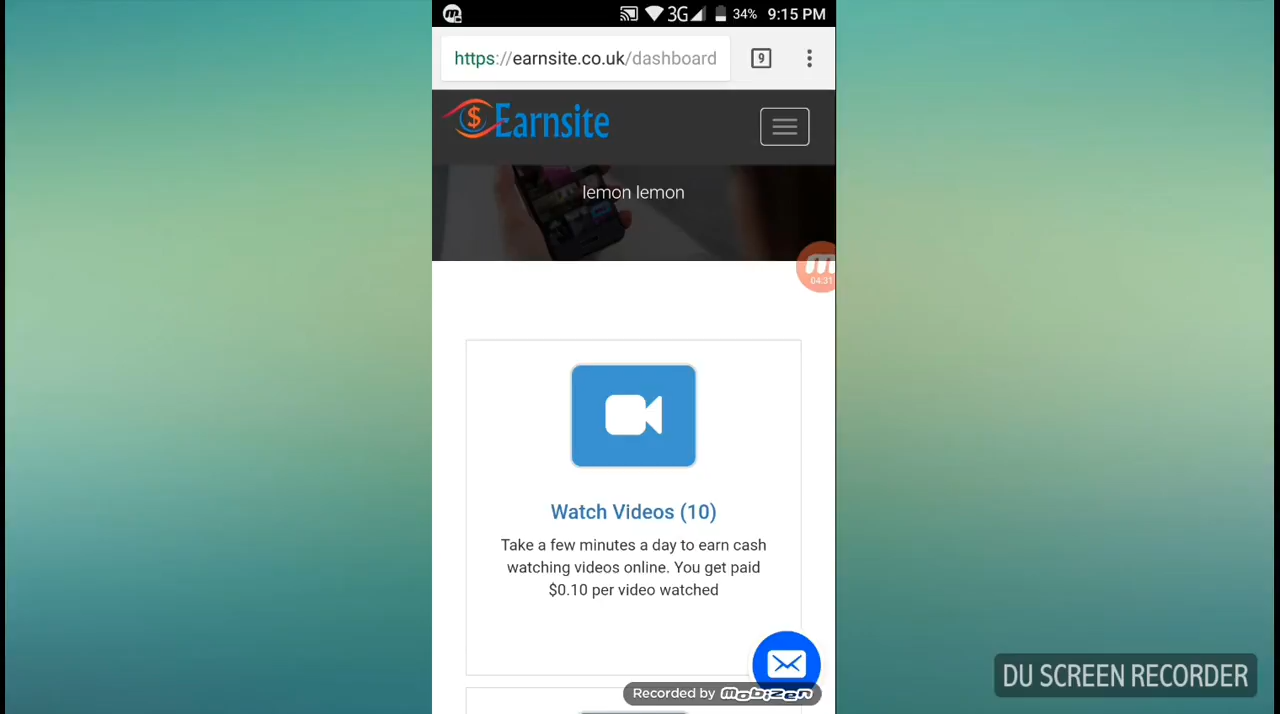 3G 34% 9:15 PM
https://earnsite.co.uk/dashboard
9
$ Earnsite
lemon lemon
04:31
Watch Videos (10)
Take a few minutes a day to earn cash
watching videos online. You get paid
$0.10 per video watched
Recorded by mobizen
DU SCREEN RECORDER